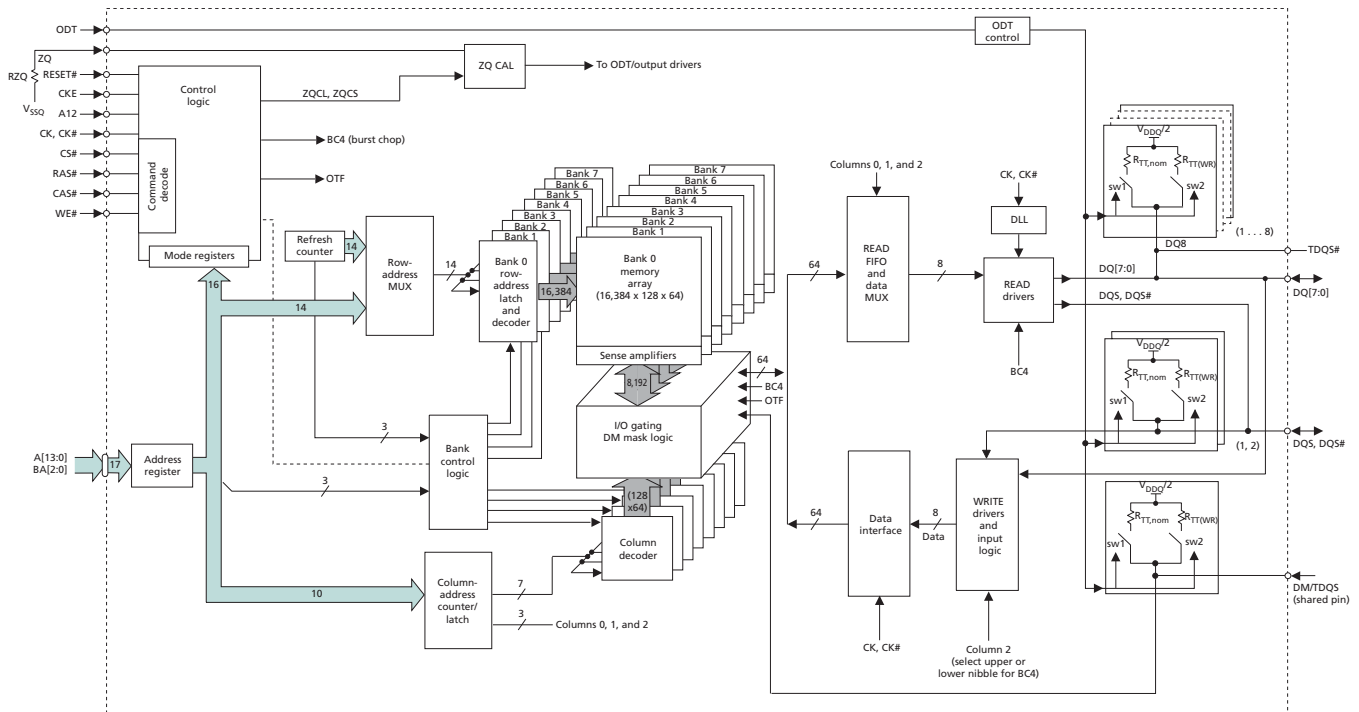 ODT
ODT
control
ZQ
RZQ
V_SSQ
RESET#
CKE
A12
CK, CK#
CS#
RAS#
CAS#
WE#
Control
logic
Command
decode
Mode registers
ZQ CAL
To ODT/output drivers
ZQCL, ZQCS
BC4 (burst chop)
OTF
Refresh
counter
14
Row-
address
MUX
14
16
14
Bank 7
Bank 6
Bank 5
Bank 4
Bank 3
Bank 2
Bank 1
Bank 0
row-
address
latch
and
decoder
16,384
Bank 7
Bank 6
Bank 5
Bank 4
Bank 3
Bank 2
Bank 1
Bank 0
memory
array
(16,384 x 128 x 64)
Sense amplifiers
8,192
64
BC4
OTF
I/O gating
DM mask logic
(128
x64)
Column
decoder
3
3
Bank
control
logic
A[13:0]
BA[2:0]
17
Address
register
10
Column-
address
counter/
latch
7
3
Columns 0, 1, and 2
Columns 0, 1, and 2
64
READ
FIFO
and
data
MUX
8
CK, CK#
DLL
READ
drivers
BC4
DQ[7:0]
DQS, DQS#
64
Data
interface
8
Data
CK, CK#
WRITE
drivers
and
input
logic
Column 2
(select upper or
lower nibble for BC4)
V_DDQ/2
R_TT,nom
R_TT(WR)
sw1
sw2
(1 . . . 8)
DQ8
TDQS#
DQ[7:0]
V_DDQ/2
R_TT,nom
R_TT(WR)
sw1
sw2
(1, 2)
DQS, DQS#
V_DDQ/2
R_TT,nom
R_TT(WR)
sw1
sw2
DM/TDQS
(shared pin)